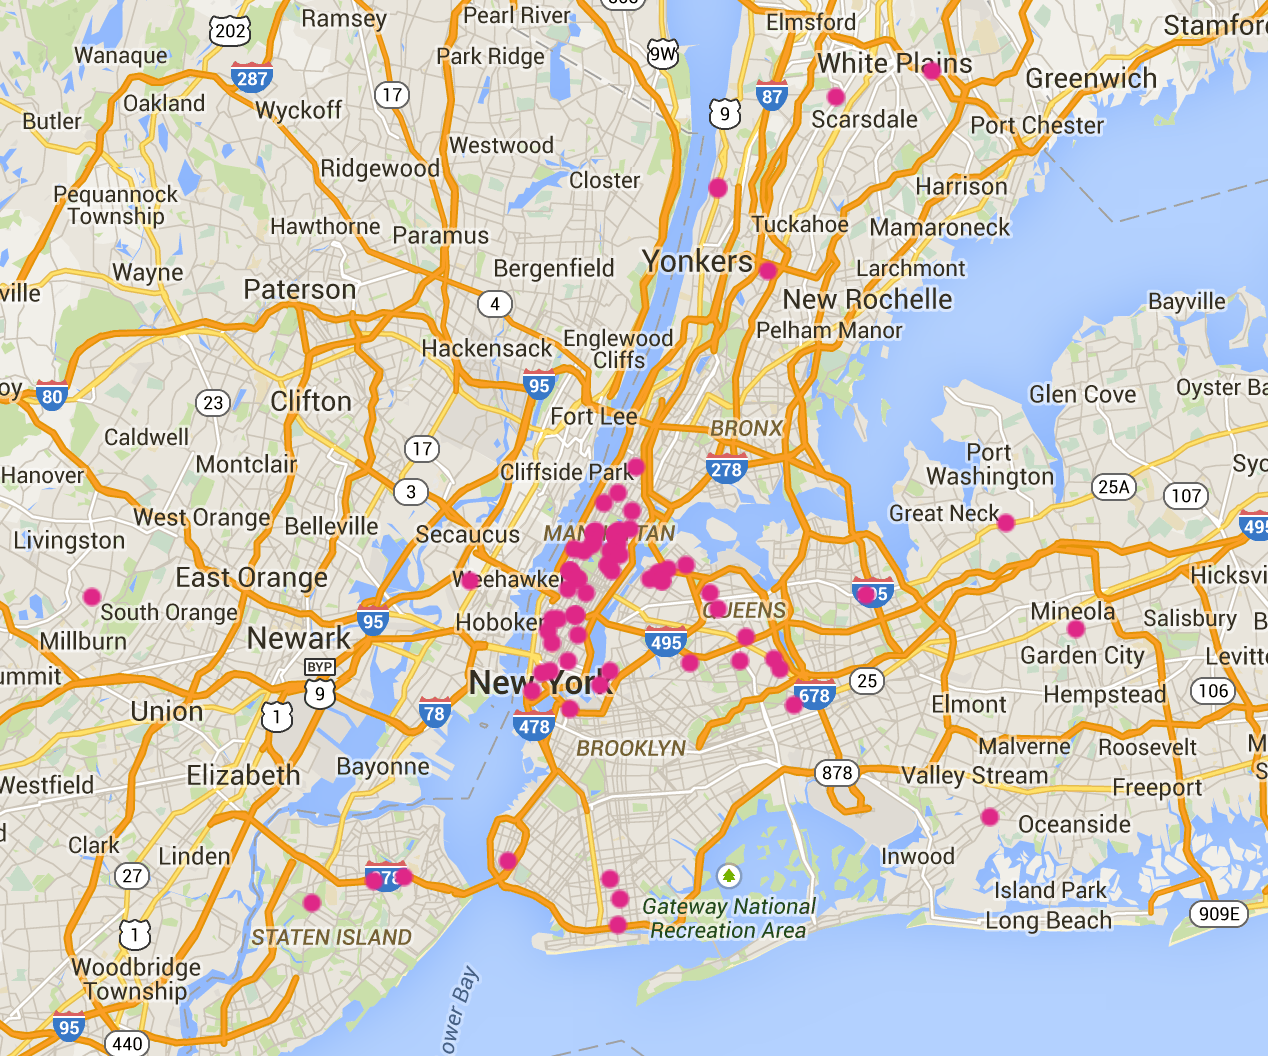 Ramsey
Pearl River
Elmsford
Stamford
202
Wanaque
Park Ridge
9W
White Plains
287
Greenwich
Oakland
17
87
Wyckoff
9
Butler
Scarsdale
Port Chester
Westwood
Ridgewood
Closter
Harrison
Pequannock
Township
Hawthorne
Paramus
Tuckahoe
Mamaroneck
Wayne
Bergenfield
Yonkers
Larchmont
ville
Paterson
4
New Rochelle
Bayville
Englewood
Cliffs
Pelham Manor
Hackensack
oy
80
95
Glen Cove
Oyster Ba
23
Clifton
Fort Lee
BRONX
Caldwell
17
Port
Washington
Hanover
Montclair
Cliffside Park
278
Syo
3
25A
107
West Orange
Belleville
Secaucus
MANHATTAN
Great Neck
495
Livingston
East Orange
Weehawken
Hicksvi
South Orange
95
Hoboken
QUEENS
Mineola
Salisbury
B
Millburn
Newark
495
Garden City
Levitt
ummit
BYP
9
New York
678
25
Hempstead
106
Union
1
78
478
Elmont
BROOKLYN
Malverne
Roosevelt
M
Elizabeth
Bayonne
878
Valley Stream
S
Westfield
Freeport
d
Clark
Linden
Oceanside
Inwood
27
278
Island Park
Gateway National
Recreation Area
Long Beach
909E
1
STATEN ISLAND
Woodbridge
Township
ower Bay
95
440